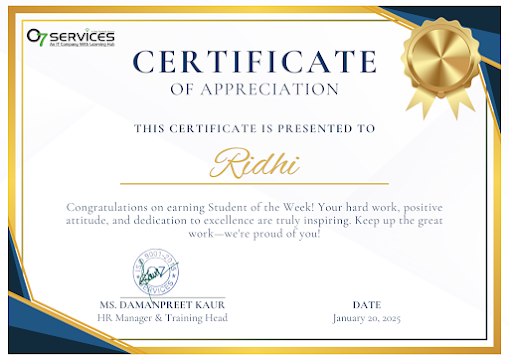 O7 SERVICES
An IT Company With Learning Hub
CERTIFICATE
OF APPRECIATION
THIS CERTIFICATE IS PRESENTED TO
Ridhi
Congratulations on earning Student of the Week! Your hard work, positive
attitude, and dedication to excellence are truly inspiring. Keep up the great
work—we're proud of you!
SERVICES
MS. DAMANPREET KAUR
HR Manager & Training Head
DATE
January 20, 2025